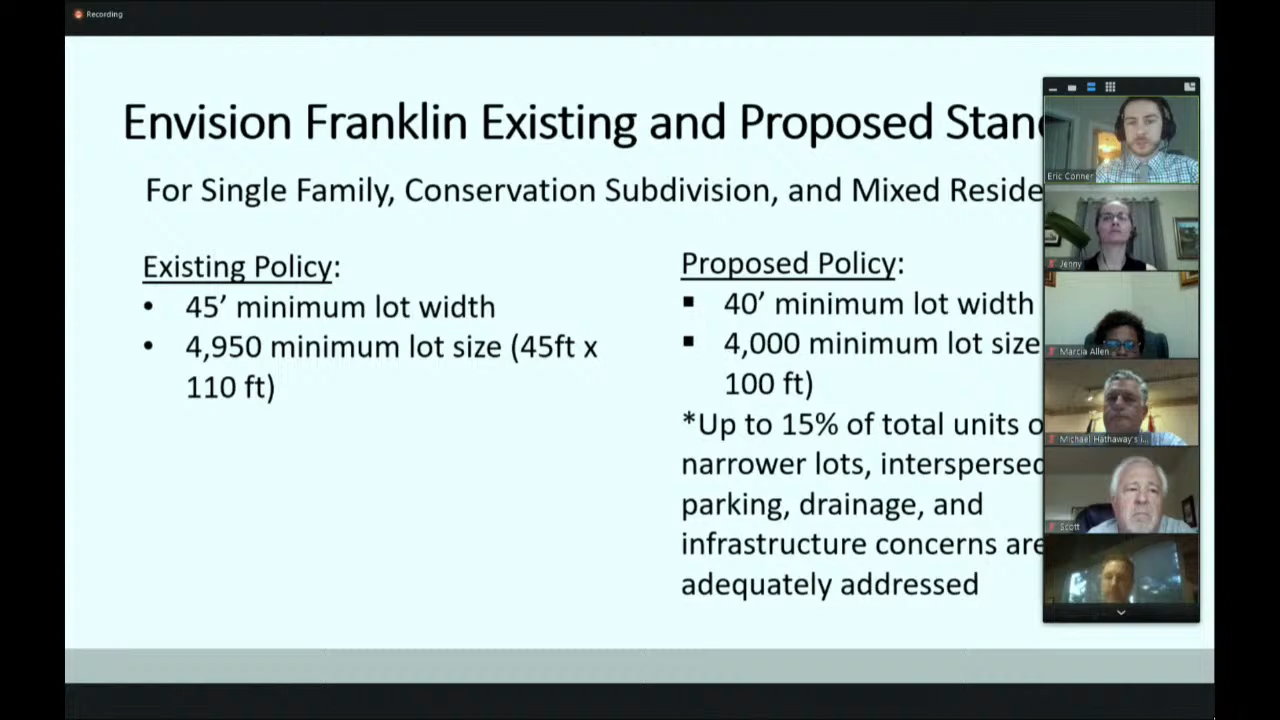 Recording
Envision Franklin Existing and Proposed Stan
For Single Family, Conservation Subdivision, and Mixed Reside
Existing Policy:
• 45’ minimum lot width
• 4,950 minimum lot size (45ft x
110 ft)
Proposed Policy:
▪ 40’ minimum lot width
▪ 4,000 minimum lot size
100 ft)
*Up to 15% of total units o
narrower lots, interspersed
parking, drainage, and
infrastructure concerns are
adequately addressed
Eric Conner
Jenny
Marcia Allen
Michael Hathaway's i...
Scott